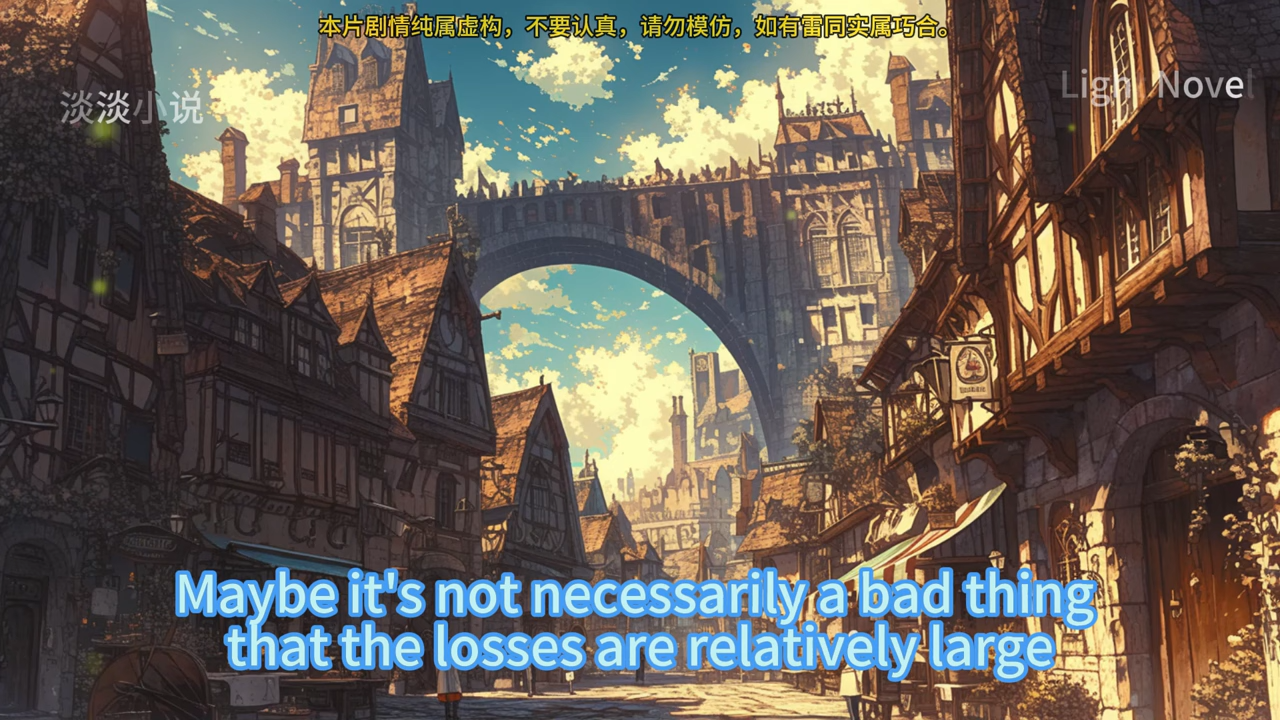 本片剧情纯属虚构，不要认真，请勿模仿，如有雷同实属巧合。
淡淡小说
Light Novel
Maybe it's not necessarily a bad thing
that the losses are relatively large